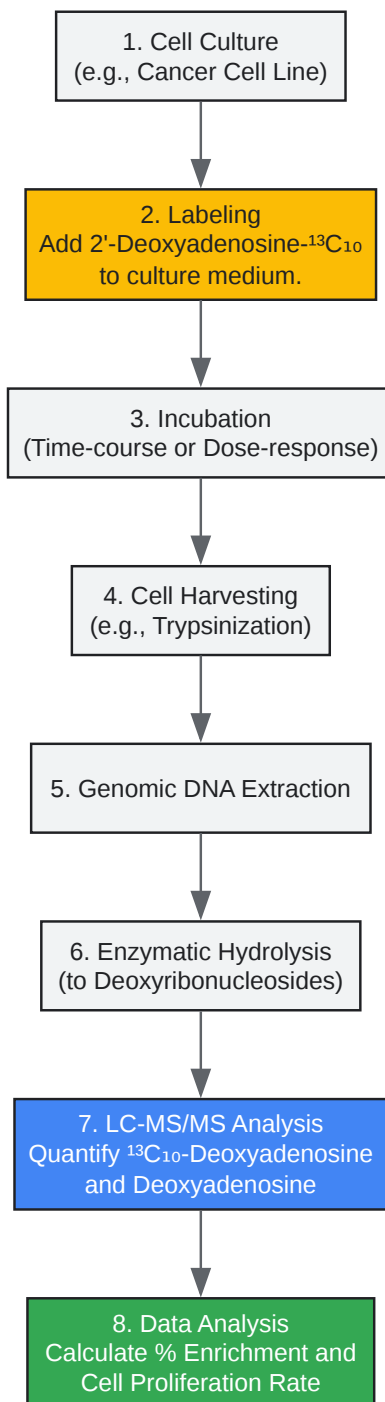 1. Cell Culture
(e.g., Cancer Cell Line)
2. Labeling
Add 2'-Deoxyadenosine-¹³C₁₀
to culture medium.
3. Incubation
(Time-course or Dose-response)
4. Cell Harvesting
(e.g., Trypsinization)
5. Genomic DNA Extraction
6. Enzymatic Hydrolysis
(to Deoxyribonucleosides)
7. LC-MS/MS Analysis
Quantify ¹³C₁₀-Deoxyadenosine
and Deoxyadenosine
8. Data Analysis
Calculate % Enrichment and
Cell Proliferation Rate